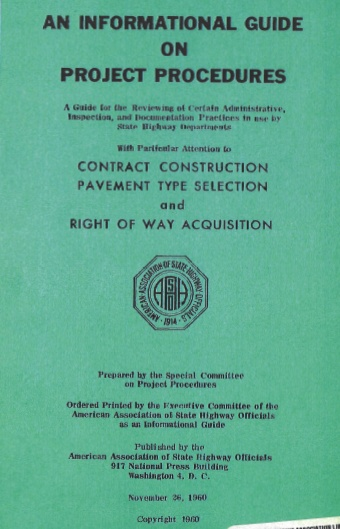 AN INFORMATIONAL GUIDE
ON
PROJECT PROCEDURES
A Guide for the Reviewing of Certain Administrative,
Inspection, and Documentation Practices in use by
State Highway Departments
With Particular Attention to
CONTRACT CONSTRUCTION
PAVEMENT TYPE SELECTION
and
RIGHT OF WAY ACQUISITION
AMERICAN ASSOCIATION OF STATE HIGHWAY OFFICIALS
AASHO
· 1914 ·
Prepared by the Special Committee
on Project Procedures
Ordered Printed by the Executive Committee of the
American Association of State Highway Officials
as an Informational Guide
Published by the
American Association of State Highway Officials
917 National Press Building
Washington 4, D. C.
November 26, 1960
Copyright 1960